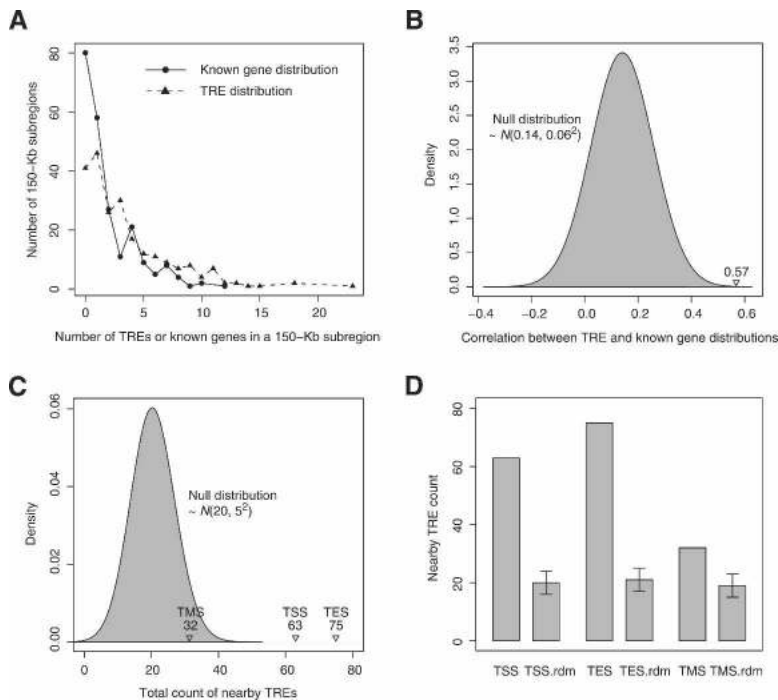 A
Number of 150-Kb subregions
0 20 40 60 80
Known gene distribution
TRE distribution
0 5 10 15 20
Number of TREs or known genes in a 150-Kb subregion
B
Density
0.0 0.5 1.0 1.5 2.0 2.5 3.0 3.5
Null distribution
~ N(0.14, 0.06²)
0.57
-0.4 -0.2 0.0 0.2 0.4 0.6
Correlation between TRE and known gene distributions
C
Density
0.00 0.02 0.04 0.06
Null distribution
~ N(20, 5²)
TMS TSS TES
32 63 75
0 20 40 60 80
Total count of nearby TREs
D
Nearby TRE count
0 20 40 60 80
TSS TSS.rdm TES TES.rdm TMS TMS.rdm